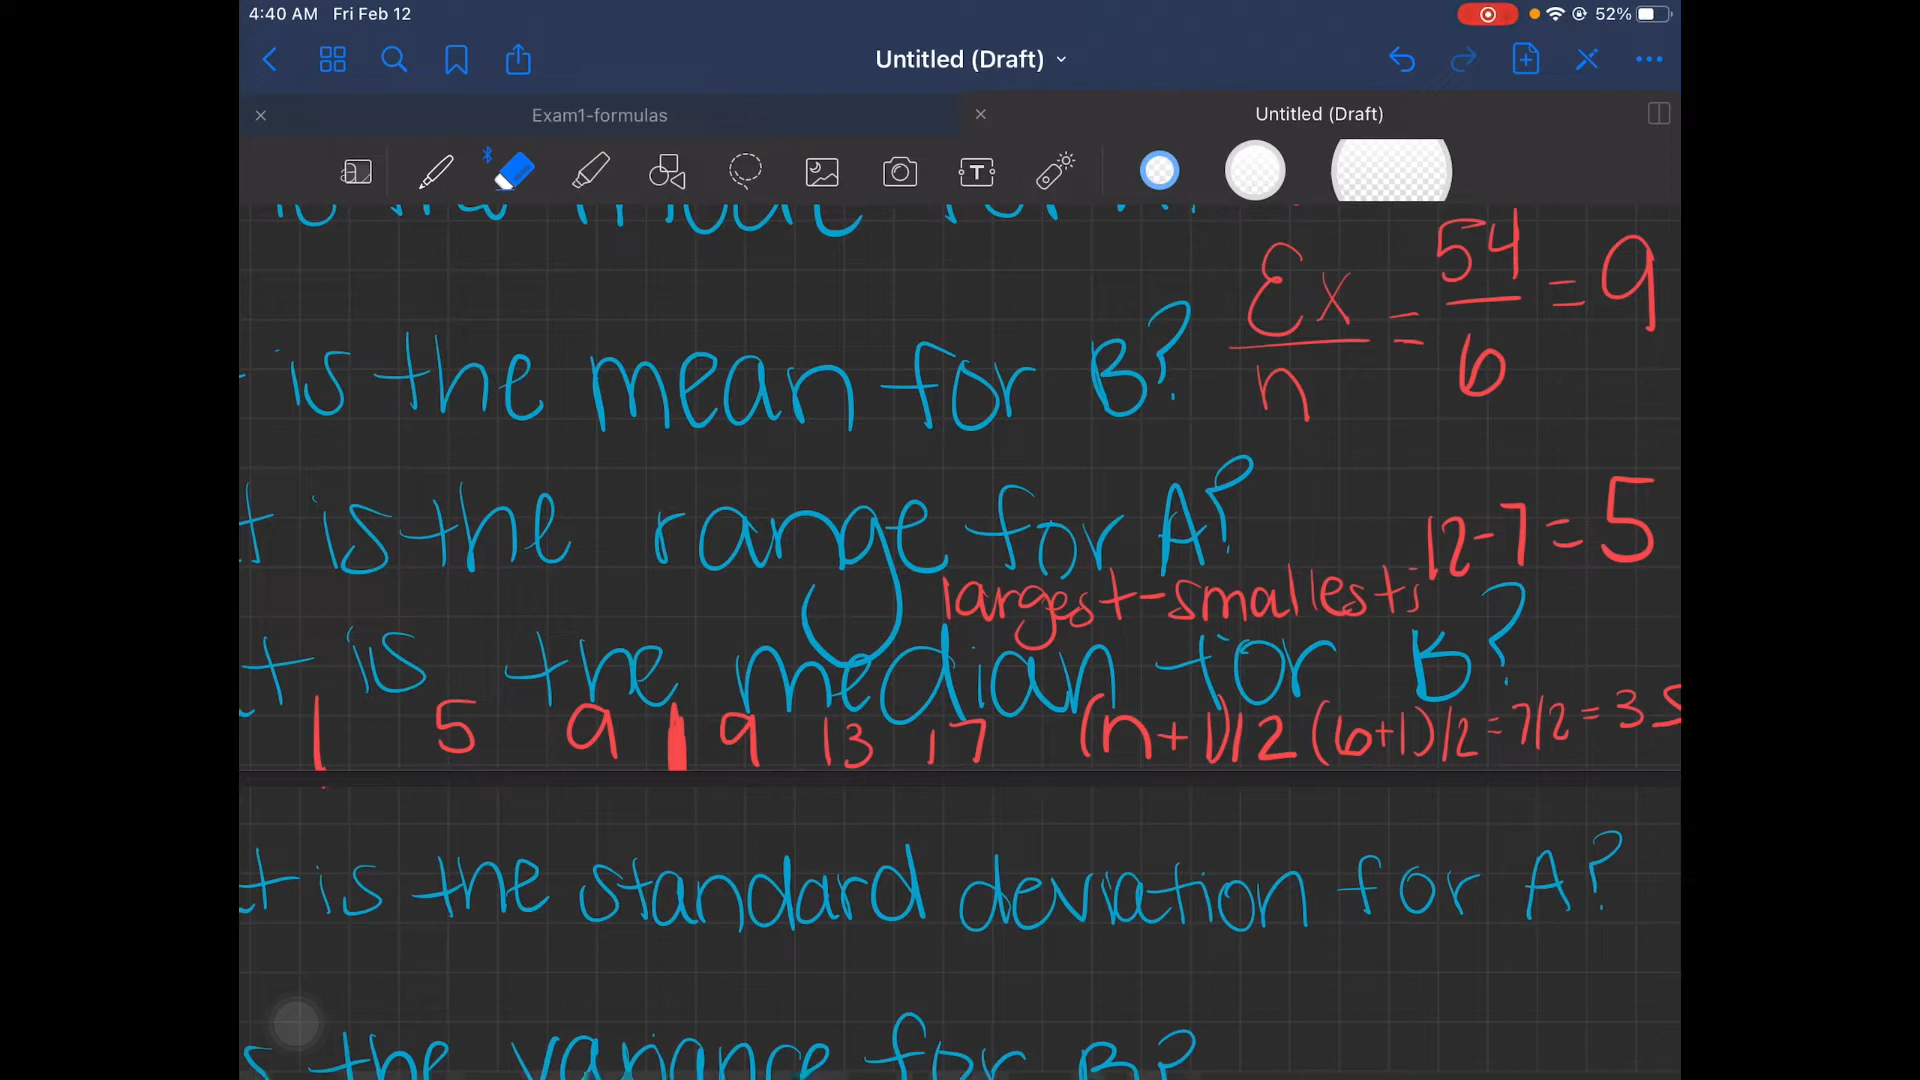 4:40 AM Fri Feb 12
52%
Untitled (Draft)
Exam1-formulas
Untitled (Draft)
T
Σx/n = 54/6 = 9
is the mean for B?
t is the range for A?
12-7=5
largest-smallest
t is the median for B?
1 5 9 9 13 17 (n+1)/2 (6+1)/2=7/2=3.5
t is the standard deviation for A?
s the variance for B?